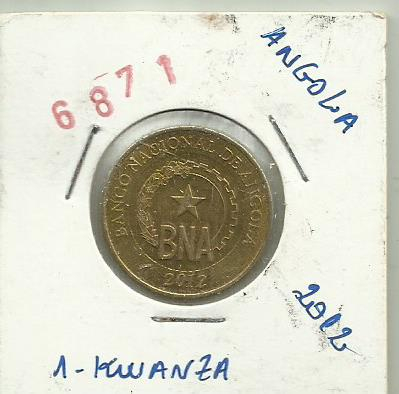 6871
ANGOLA
BANCO NACIONAL DE ANGOLA
BNA
2012
2012
1-KWANZA